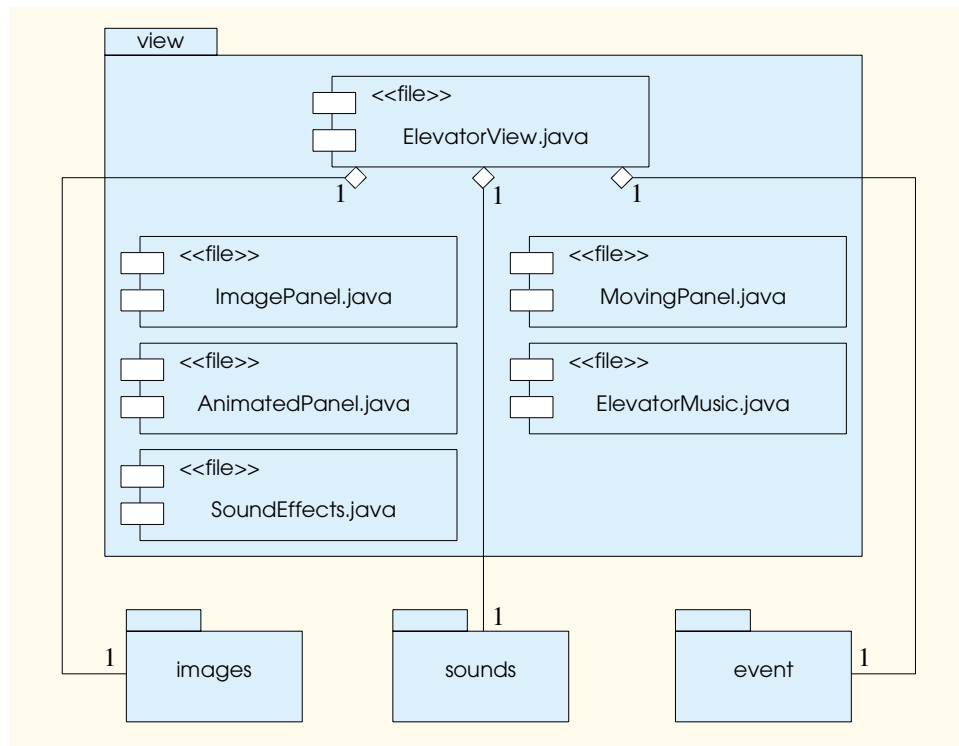 view
<<file>>
ElevatorView.java
1
1
1
<<file>>
ImagePanel.java
<<file>>
MovingPanel.java
<<file>>
AnimatedPanel.java
<<file>>
ElevatorMusic.java
<<file>>
SoundEffects.java
1
images
1
sounds
1
event